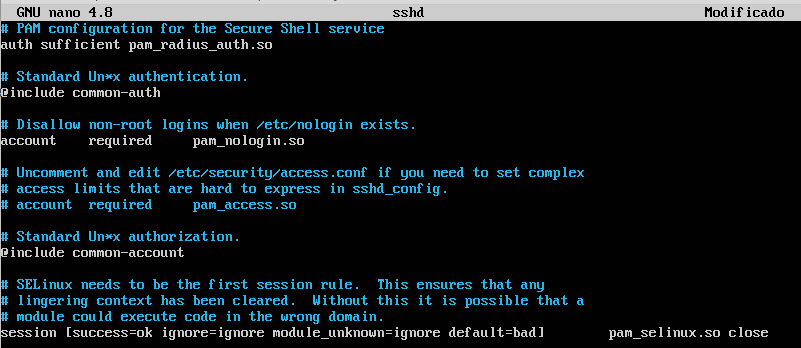 GNU nano 4.8 sshd Modificado
# PAM configuration for the Secure Shell service
auth sufficient pam_radius_auth.so
# Standard Un*x authentication.
@include common-auth
# Disallow non-root logins when /etc/nologin exists.
account required pam_nologin.so
# Uncomment and edit /etc/security/access.conf if you need to set complex
# access limits that are hard to express in sshd_config.
# account required pam_access.so
# Standard Un*x authorization.
@include common-account
# SELinux needs to be the first session rule. This ensures that any
# lingering context has been cleared. Without this it is possible that a
# module could execute code in the wrong domain.
session [success=ok ignore=ignore module_unknown=ignore default=bad] pam_selinux.so close